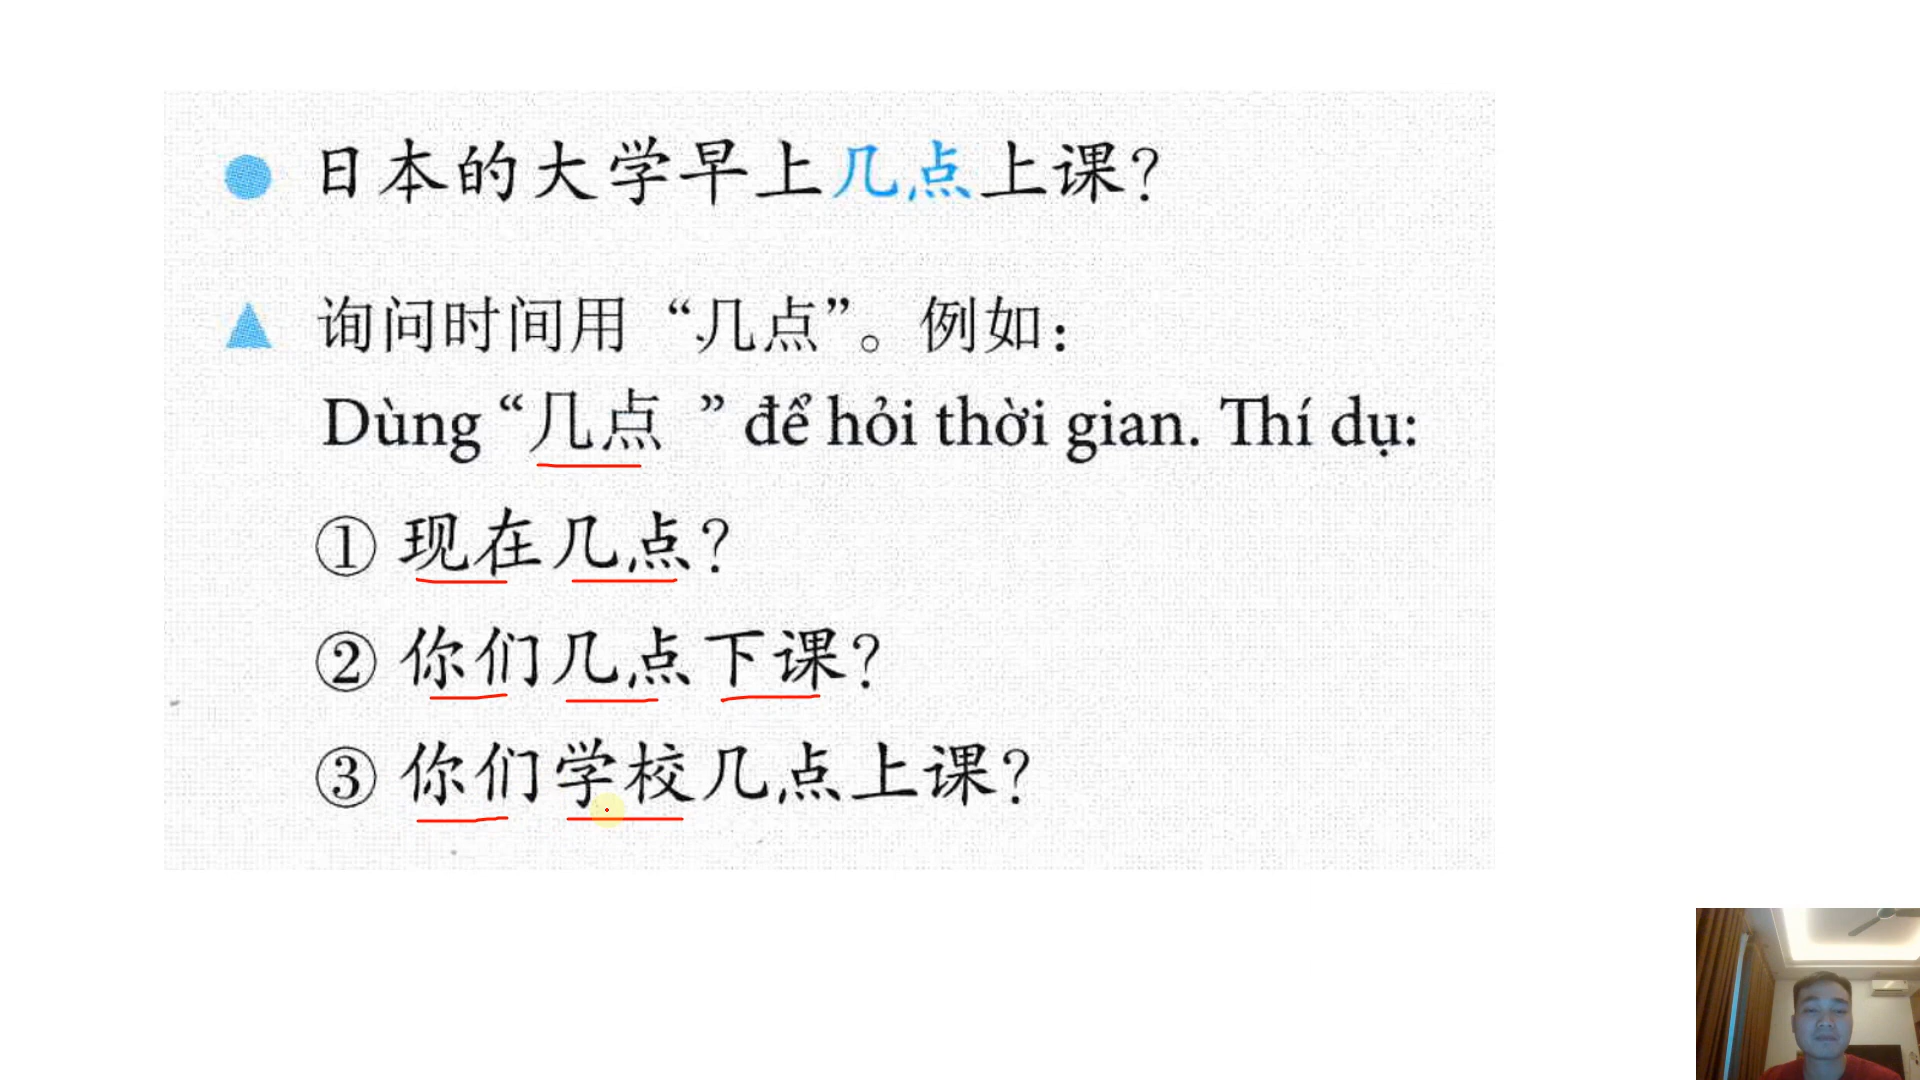 ● 日本的大学早上几点上课?
▲ 询问时间用“几点”。例如:
Dùng “几点 ” để hỏi thời gian. Thí dụ:
① 现在几点?
② 你们几点下课?
③ 你们学校几点上课?